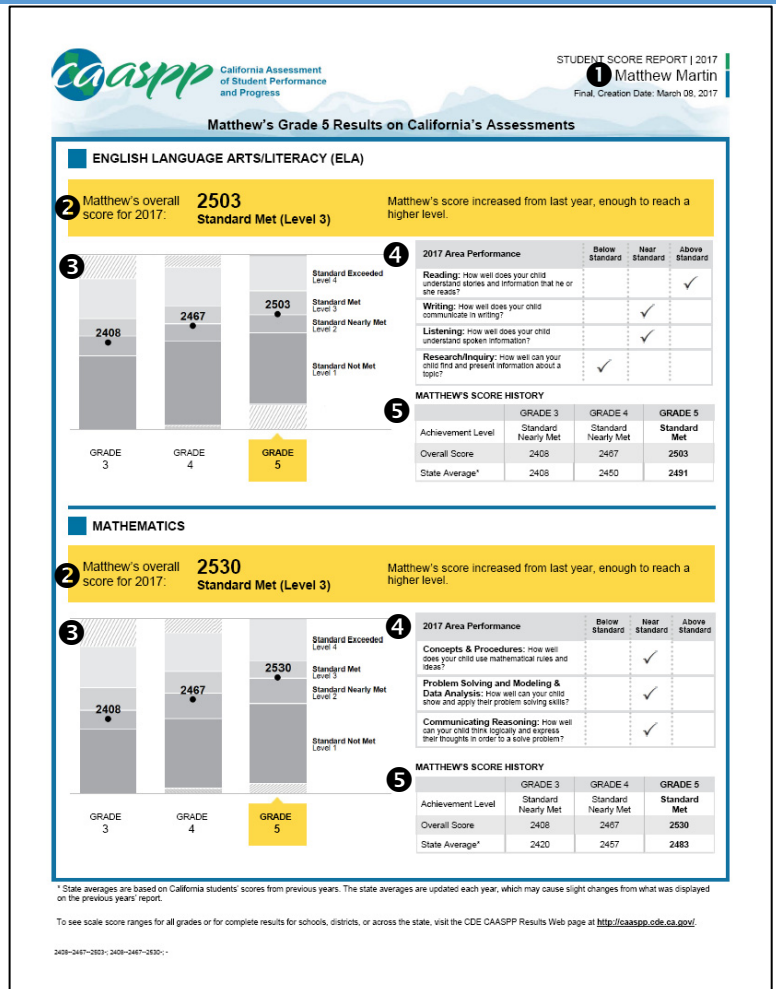 caaspp
California Assessment
of Student Performance
and Progress
STUDENT SCORE REPORT | 2017
1 Matthew Martin
Final, Creation Date: March 08, 2017
Matthew's Grade 5 Results on California's Assessments
ENGLISH LANGUAGE ARTS/LITERACY (ELA)
2 Matthew's overall
score for 2017:
2503
Standard Met (Level 3)
Matthew's score increased from last year, enough to reach a
higher level.
3
2408
2467
2503
Standard Exceeded
Level 4
Standard Met
Level 3
Standard Nearly Met
Level 2
Standard Not Met
Level 1
GRADE
3
GRADE
4
GRADE
5
4
2017 Area Performance Below Standard Near Standard Above Standard
Reading: How well does your child
understand stories and information that he or
she reads?
Writing: How well does your child
communicate in writing?
Listening: How well does your child
understand spoken information?
Research/Inquiry: How well can your
child find and present information about a
topic?
MATTHEW'S SCORE HISTORY
5
GRADE 3 GRADE 4 GRADE 5
Achievement Level Standard Nearly Met Standard Nearly Met Standard Met
Overall Score 2408 2467 2503
State Average* 2408 2450 2491
MATHEMATICS
2 Matthew's overall
score for 2017:
2530
Standard Met (Level 3)
Matthew's score increased from last year, enough to reach a
higher level.
3
2408
2467
2530
Standard Exceeded
Level 4
Standard Met
Level 3
Standard Nearly Met
Level 2
Standard Not Met
Level 1
GRADE
3
GRADE
4
GRADE
5
4
2017 Area Performance Below Standard Near Standard Above Standard
Concepts & Procedures: How well
does your child use mathematical rules and
ideas?
Problem Solving and Modeling &
Data Analysis: How well can your child
show and apply their problem solving skills?
Communicating Reasoning: How well
can your child think logically and express
their thoughts in order to a solve problem?
MATTHEW'S SCORE HISTORY
5
GRADE 3 GRADE 4 GRADE 5
Achievement Level Standard Nearly Met Standard Nearly Met Standard Met
Overall Score 2408 2467 2530
State Average* 2420 2457 2483
* State averages are based on California students' scores from previous years. The state averages are updated each year, which may cause slight changes from what was displayed
on the previous years' report.
To see scale score ranges for all grades or for complete results for schools, districts, or across the state, visit the CDE CAASPP Results Web page at http://caaspp.cde.ca.gov/.
2408--2467--2503-; 2408--2467--2530-; -